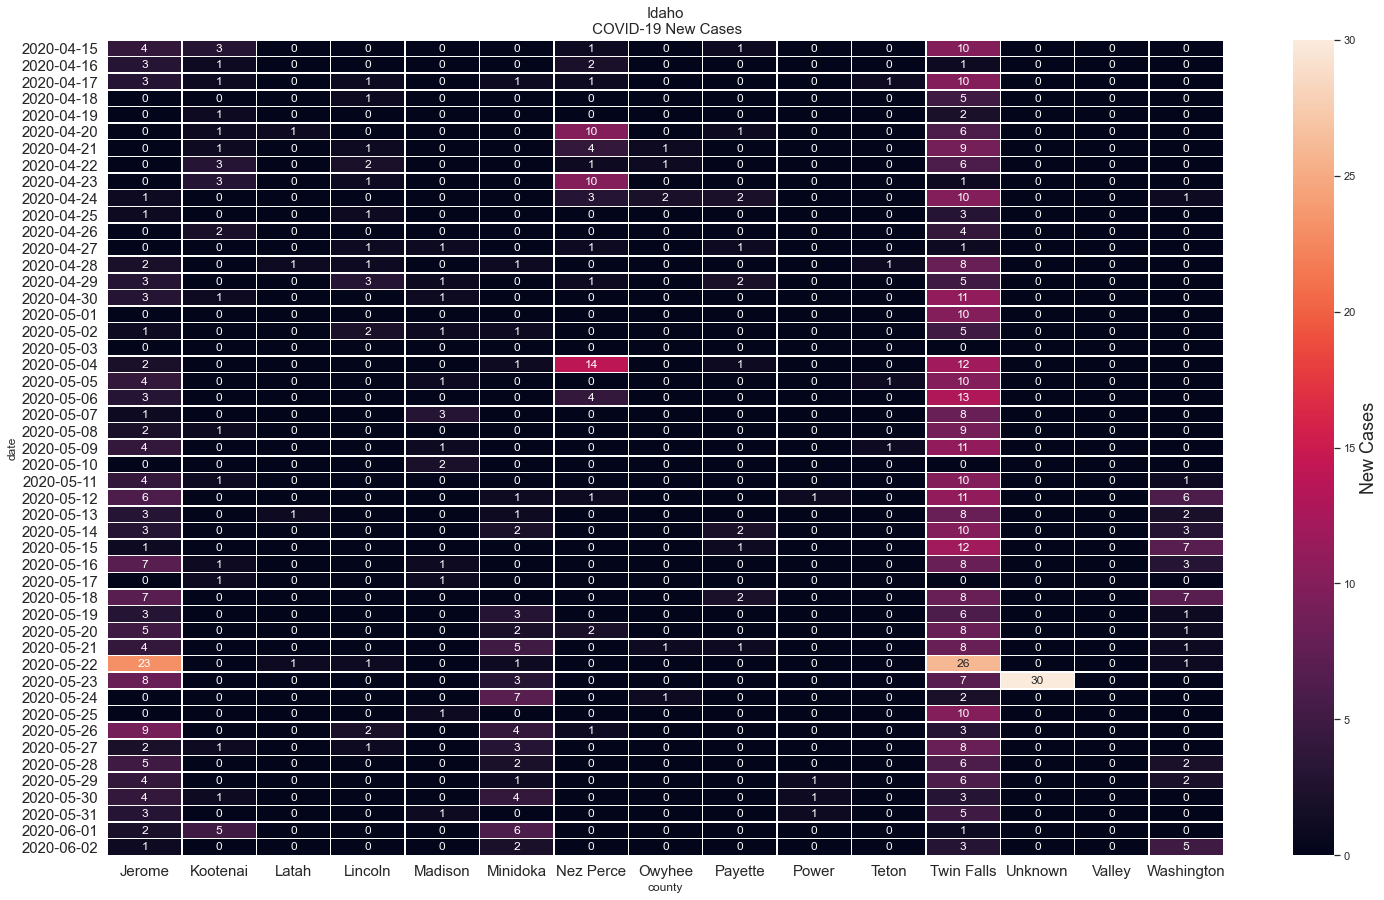 Idaho
COVID-19 New Cases
2020-04-15 4 3 0 0 0 0 1 0 1 0 0 10 0 0 0
2020-04-16 3 1 0 0 0 0 2 0 0 0 0 1 0 0 0
2020-04-17 3 1 0 1 0 1 1 0 0 0 1 10 0 0 0
2020-04-18 0 0 0 1 0 0 0 0 0 0 0 5 0 0 0
2020-04-19 0 1 0 0 0 0 0 0 0 0 0 2 0 0 0
2020-04-20 0 1 1 0 0 0 10 0 1 0 0 6 0 0 0
2020-04-21 0 1 0 1 0 0 4 1 0 0 0 9 0 0 0
2020-04-22 0 3 0 2 0 0 1 1 0 0 0 6 0 0 0
2020-04-23 0 3 0 1 0 0 10 0 0 0 0 1 0 0 0
2020-04-24 1 0 0 0 0 0 3 2 2 0 0 10 0 0 1
2020-04-25 1 0 0 1 0 0 0 0 0 0 0 3 0 0 0
2020-04-26 0 2 0 0 0 0 0 0 0 0 0 4 0 0 0
2020-04-27 0 0 0 1 1 0 1 0 1 0 0 1 0 0 0
2020-04-28 2 0 1 1 0 1 0 0 0 0 1 8 0 0 0
2020-04-29 3 0 0 3 1 0 1 0 2 0 0 5 0 0 0
2020-04-30 3 1 0 0 1 0 0 0 0 0 0 11 0 0 0
2020-05-01 0 0 0 0 0 0 0 0 0 0 0 10 0 0 0
2020-05-02 1 0 0 2 1 1 0 0 0 0 0 5 0 0 0
2020-05-03 0 0 0 0 0 0 0 0 0 0 0 0 0 0 0
2020-05-04 2 0 0 0 0 1 14 0 1 0 0 12 0 0 0
2020-05-05 4 0 0 0 1 0 0 0 0 0 1 10 0 0 0
2020-05-06 3 0 0 0 0 0 4 0 0 0 0 13 0 0 0
2020-05-07 1 0 0 0 3 0 0 0 0 0 0 8 0 0 0
2020-05-08 2 1 0 0 0 0 0 0 0 0 0 9 0 0 0
2020-05-09 4 0 0 0 1 0 0 0 0 0 1 11 0 0 0
2020-05-10 0 0 0 0 2 0 0 0 0 0 0 0 0 0 0
2020-05-11 4 1 0 0 0 0 0 0 0 0 0 10 0 0 1
2020-05-12 6 0 0 0 0 1 1 0 0 1 0 11 0 0 6
2020-05-13 3 0 1 0 0 1 0 0 0 0 0 8 0 0 2
2020-05-14 3 0 0 0 0 2 0 0 2 0 0 10 0 0 3
2020-05-15 1 0 0 0 0 0 0 0 1 0 0 12 0 0 7
2020-05-16 7 1 0 0 1 0 0 0 0 0 0 8 0 0 3
2020-05-17 0 1 0 0 1 0 0 0 0 0 0 0 0 0 0
2020-05-18 7 0 0 0 0 0 0 0 2 0 0 8 0 0 7
2020-05-19 3 0 0 0 0 3 0 0 0 0 0 6 0 0 1
2020-05-20 5 0 0 0 0 2 2 0 0 0 0 8 0 0 1
2020-05-21 4 0 0 0 0 5 0 1 1 0 0 8 0 0 1
2020-05-22 23 0 1 1 0 1 0 0 0 0 0 26 0 0 1
2020-05-23 8 0 0 0 0 3 0 0 0 0 0 7 30 0 0
2020-05-24 0 0 0 0 0 7 0 1 0 0 0 2 0 0 0
2020-05-25 0 0 0 0 1 0 0 0 0 0 0 10 0 0 0
2020-05-26 9 0 0 2 0 4 1 0 0 0 0 3 0 0 0
2020-05-27 2 1 0 1 0 3 0 0 0 0 0 8 0 0 0
2020-05-28 5 0 0 0 0 2 0 0 0 0 0 6 0 0 2
2020-05-29 4 0 0 0 0 1 0 0 0 1 0 6 0 0 2
2020-05-30 4 1 0 0 0 4 0 0 0 1 0 3 0 0 0
2020-05-31 3 0 0 0 1 0 0 0 0 1 0 5 0 0 0
2020-06-01 2 5 0 0 0 6 0 0 0 0 0 1 0 0 0
2020-06-02 1 0 0 0 0 2 0 0 0 0 0 3 0 0 5
Jerome Kootenai Latah Lincoln Madison Minidoka Nez Perce Owyhee Payette Power Teton Twin Falls Unknown Valley Washington
county
date
30
25
20
15
10
5
0
New Cases